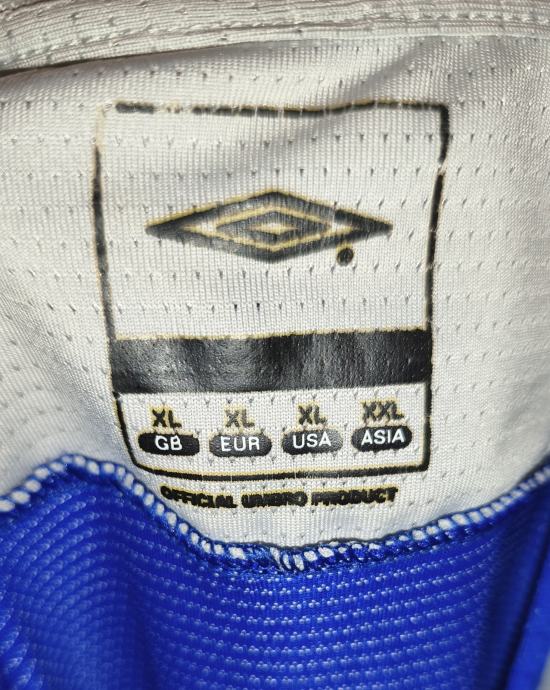 XL XL XL XXL
GB EUR USA ASIA
OFFICIAL UMBRO PRODUCT